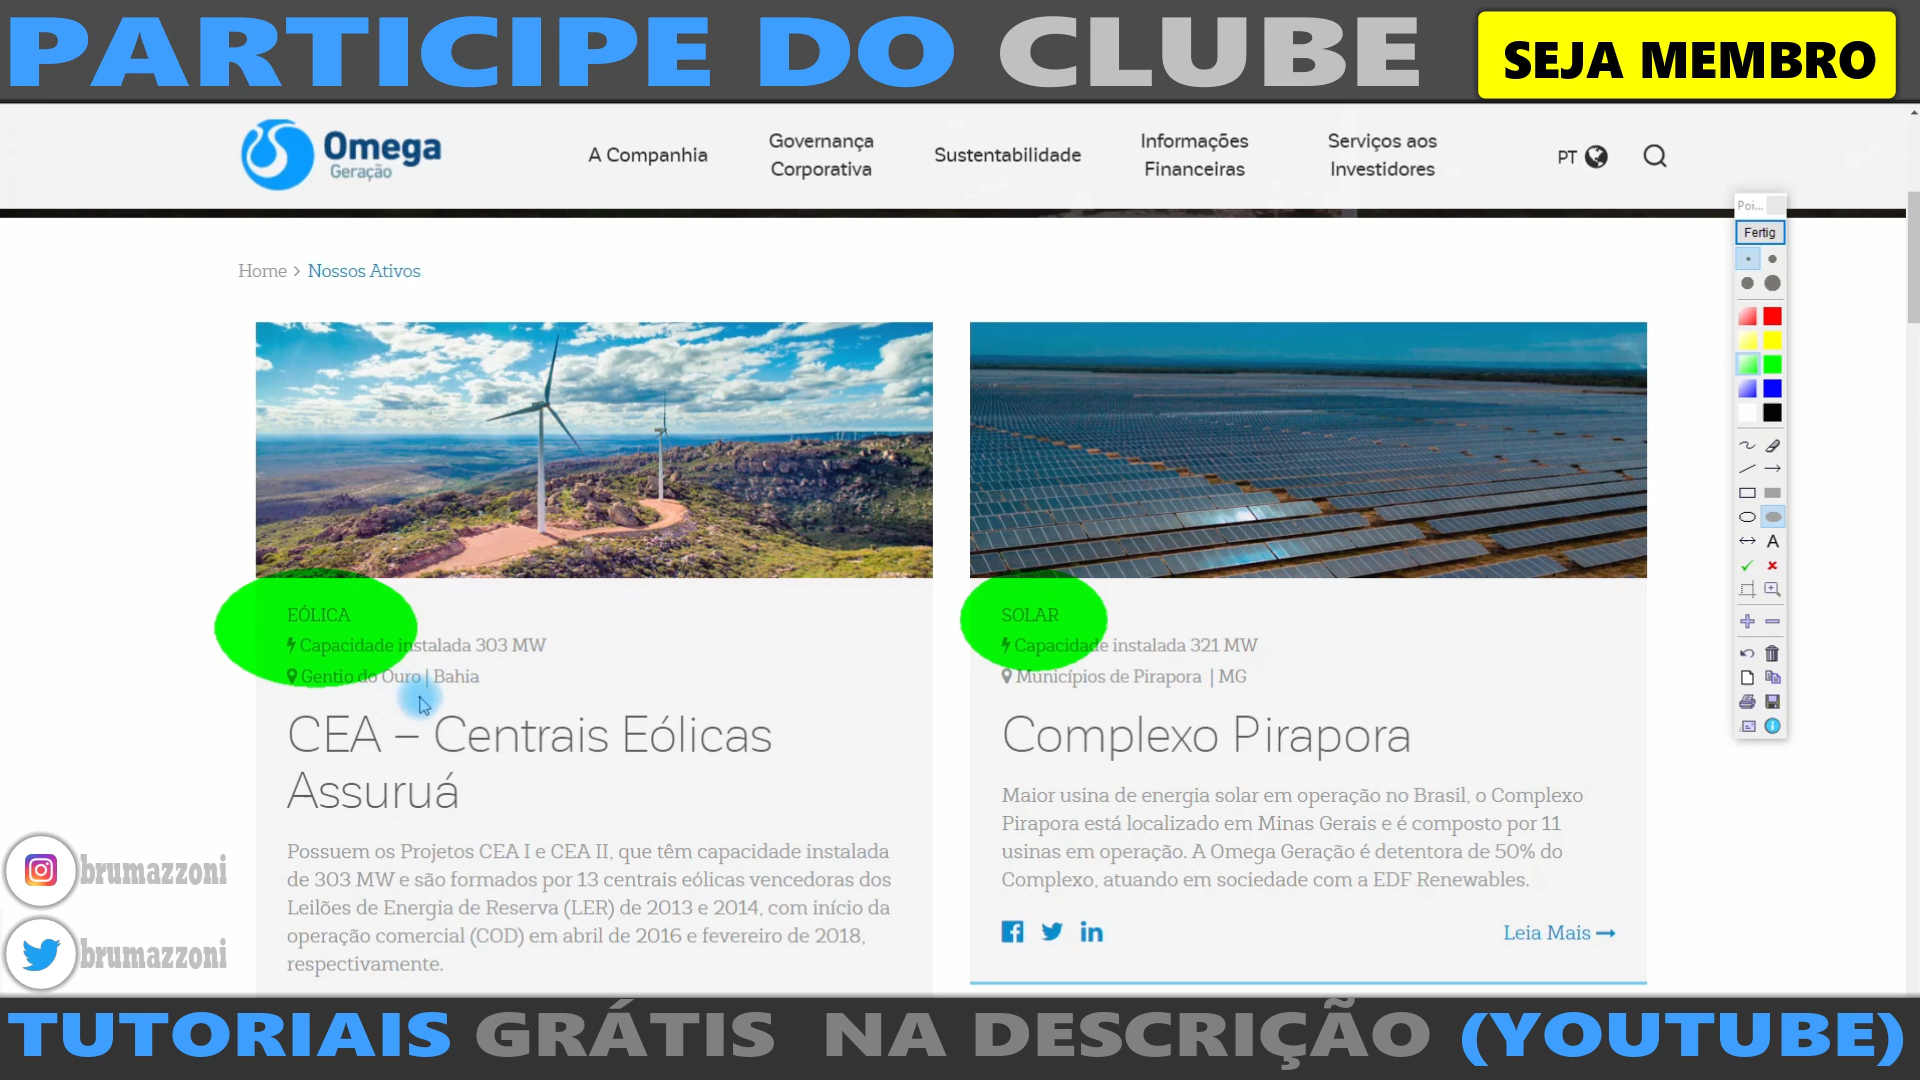 PARTICIPE DO CLUBE
SEJA MEMBRO
Omega
Geração
A Companhia
Governança
Corporativa
Sustentabilidade
Informações
Financeiras
Serviços aos
Investidores
PT
Poi...
Fertig
Home > Nossos Ativos
EÓLICA
Capacidade instalada 303 MW
Gentio do Ouro | Bahia
CEA – Centrais Eólicas
Assuruá
Possuem os Projetos CEA I e CEA II, que têm capacidade instalada
de 303 MW e são formados por 13 centrais eólicas vencedoras dos
Leilões de Energia de Reserva (LER) de 2013 e 2014, com início da
operação comercial (COD) em abril de 2016 e fevereiro de 2018,
respectivamente.
SOLAR
Capacidade instalada 321 MW
Municípios de Pirapora | MG
Complexo Pirapora
Maior usina de energia solar em operação no Brasil, o Complexo
Pirapora está localizado em Minas Gerais e é composto por 11
usinas em operação. A Omega Geração é detentora de 50% do
Complexo, atuando em sociedade com a EDF Renewables.
Leia Mais
A
brumazzoni
brumazzoni
TUTORIAIS GRÁTIS NA DESCRIÇÃO (YOUTUBE)